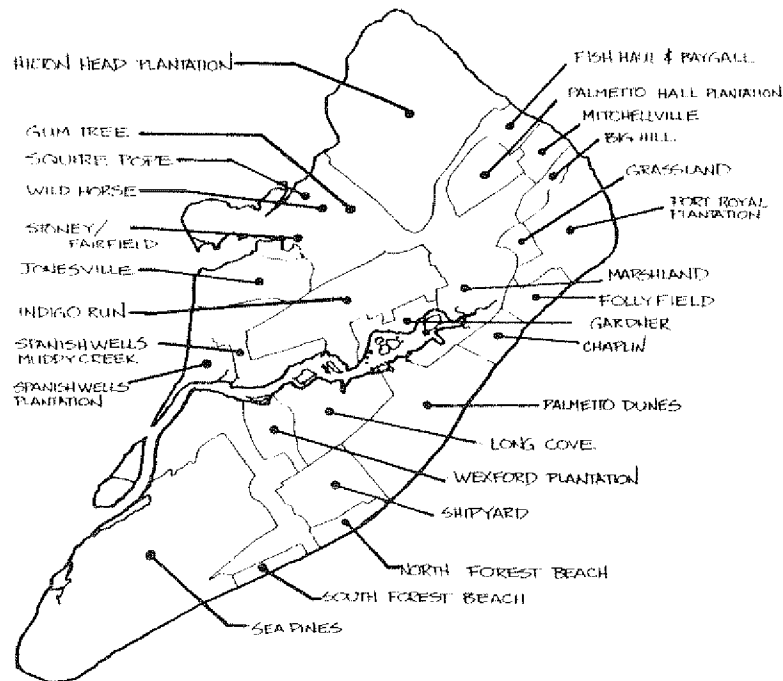 HILTON HEAD PLANTATION
GUM TREE
SQUIRE POPE
WILD HORSE
STONEY/
FAIRFIELD
JONESVILLE
INDIGO RUN
SPANISH WELLS
MUDDY CREEK
SPANISH WELLS
PLANTATION
FISH HAUL & BAYGALL
PALMETTO HALL PLANTATION
MITCHELLVILLE
BIG HILL
GRASSLAND
FORT ROYAL
PLANTATION
MARSHLAND
FOLLY FIELD
GARDNER
CHAPLIN
PALMETTO DUNES
LONG COVE
WEXFORD PLANTATION
SHIPYARD
NORTH FOREST BEACH
SOUTH FOREST BEACH
SEA PINES